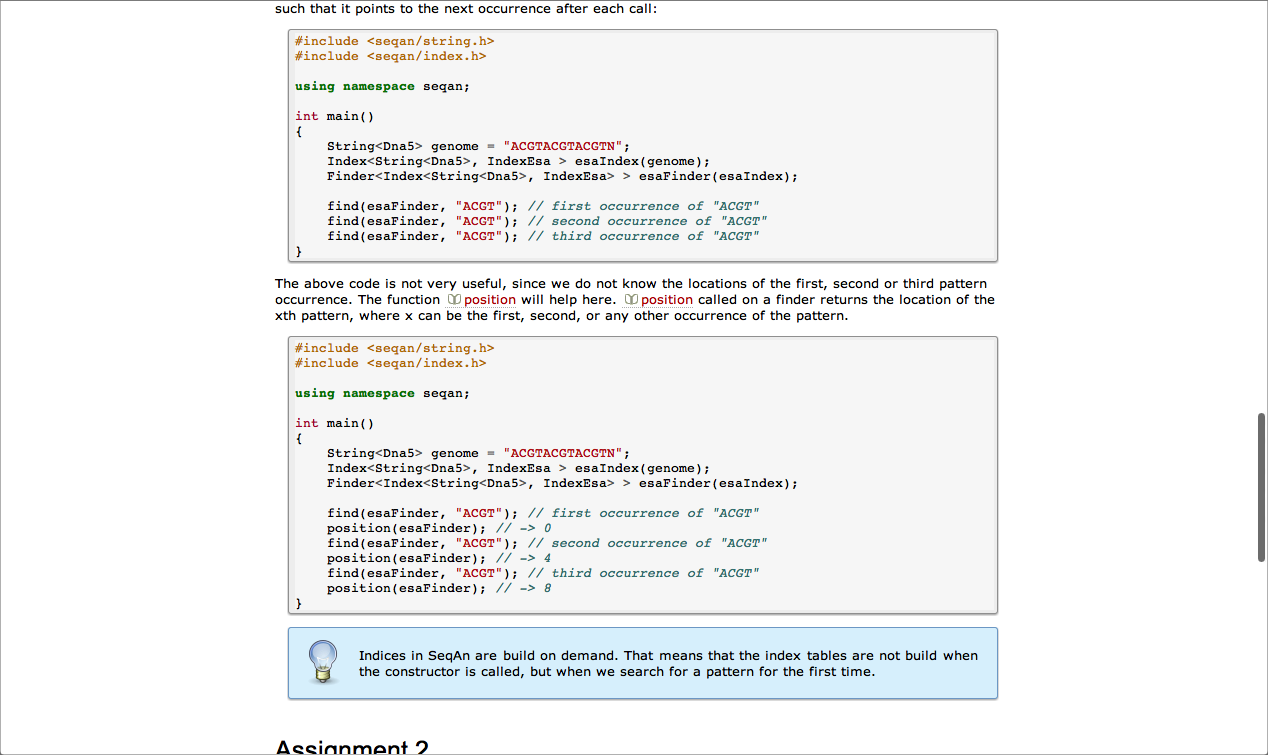 such that it points to the next occurrence after each call:
#include <seqan/string.h>
#include <seqan/index.h>
using namespace seqan;
int main()
{
String<Dna5> genome = "ACGTACGTACGTN";
Index<String<Dna5>, IndexEsa > esaIndex(genome);
Finder<Index<String<Dna5>, IndexEsa> > esaFinder(esaIndex);
find(esaFinder, "ACGT"); // first occurrence of "ACGT"
find(esaFinder, "ACGT"); // second occurrence of "ACGT"
find(esaFinder, "ACGT"); // third occurrence of "ACGT"
}
The above code is not very useful, since we do not know the locations of the first, second or third pattern
occurrence. The function position will help here. position called on a finder returns the location of the
xth pattern, where x can be the first, second, or any other occurrence of the pattern.
#include <seqan/string.h>
#include <seqan/index.h>
using namespace seqan;
int main()
{
String<Dna5> genome = "ACGTACGTACGTN";
Index<String<Dna5>, IndexEsa > esaIndex(genome);
Finder<Index<String<Dna5>, IndexEsa> > esaFinder(esaIndex);
find(esaFinder, "ACGT"); // first occurrence of "ACGT"
position(esaFinder); // -> 0
find(esaFinder, "ACGT"); // second occurrence of "ACGT"
position(esaFinder); // -> 4
find(esaFinder, "ACGT"); // third occurrence of "ACGT"
position(esaFinder); // -> 8
}
Indices in SeqAn are build on demand. That means that the index tables are not build when
the constructor is called, but when we search for a pattern for the first time.
Assignment 2